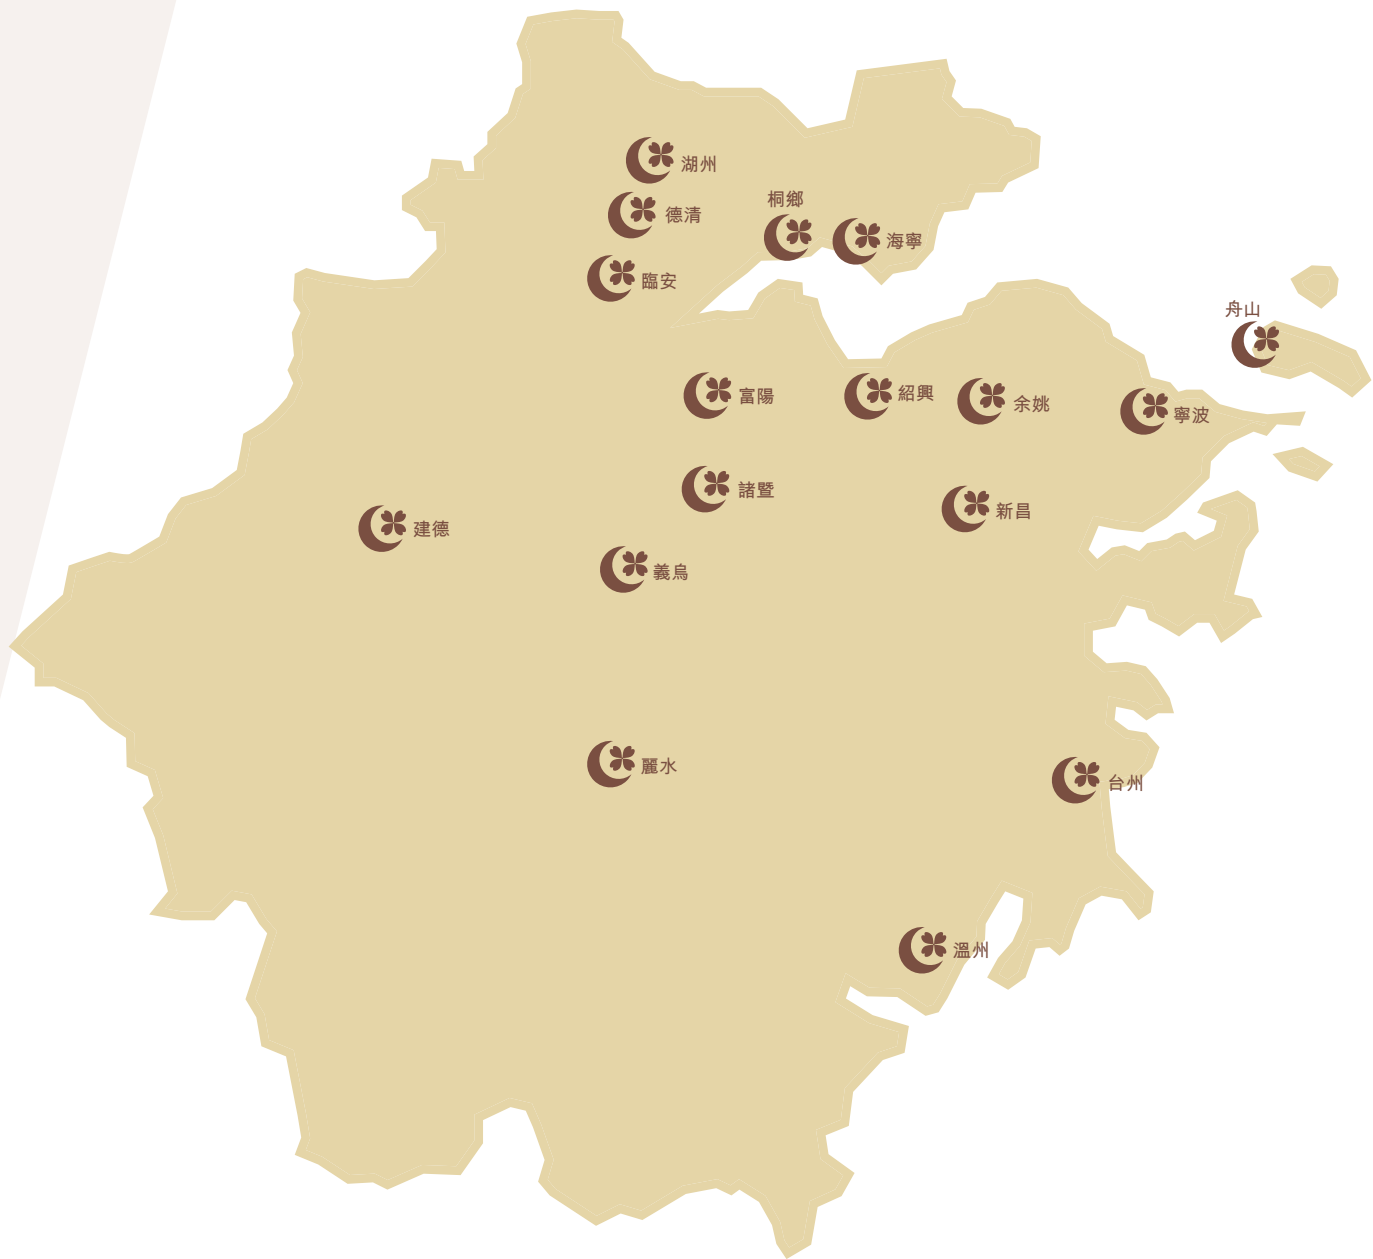 湖州
桐鄉
德清
海寧
臨安
舟山
富陽
紹興
余姚
寧波
諸暨
新昌
建德
義烏
麗水
台州
溫州